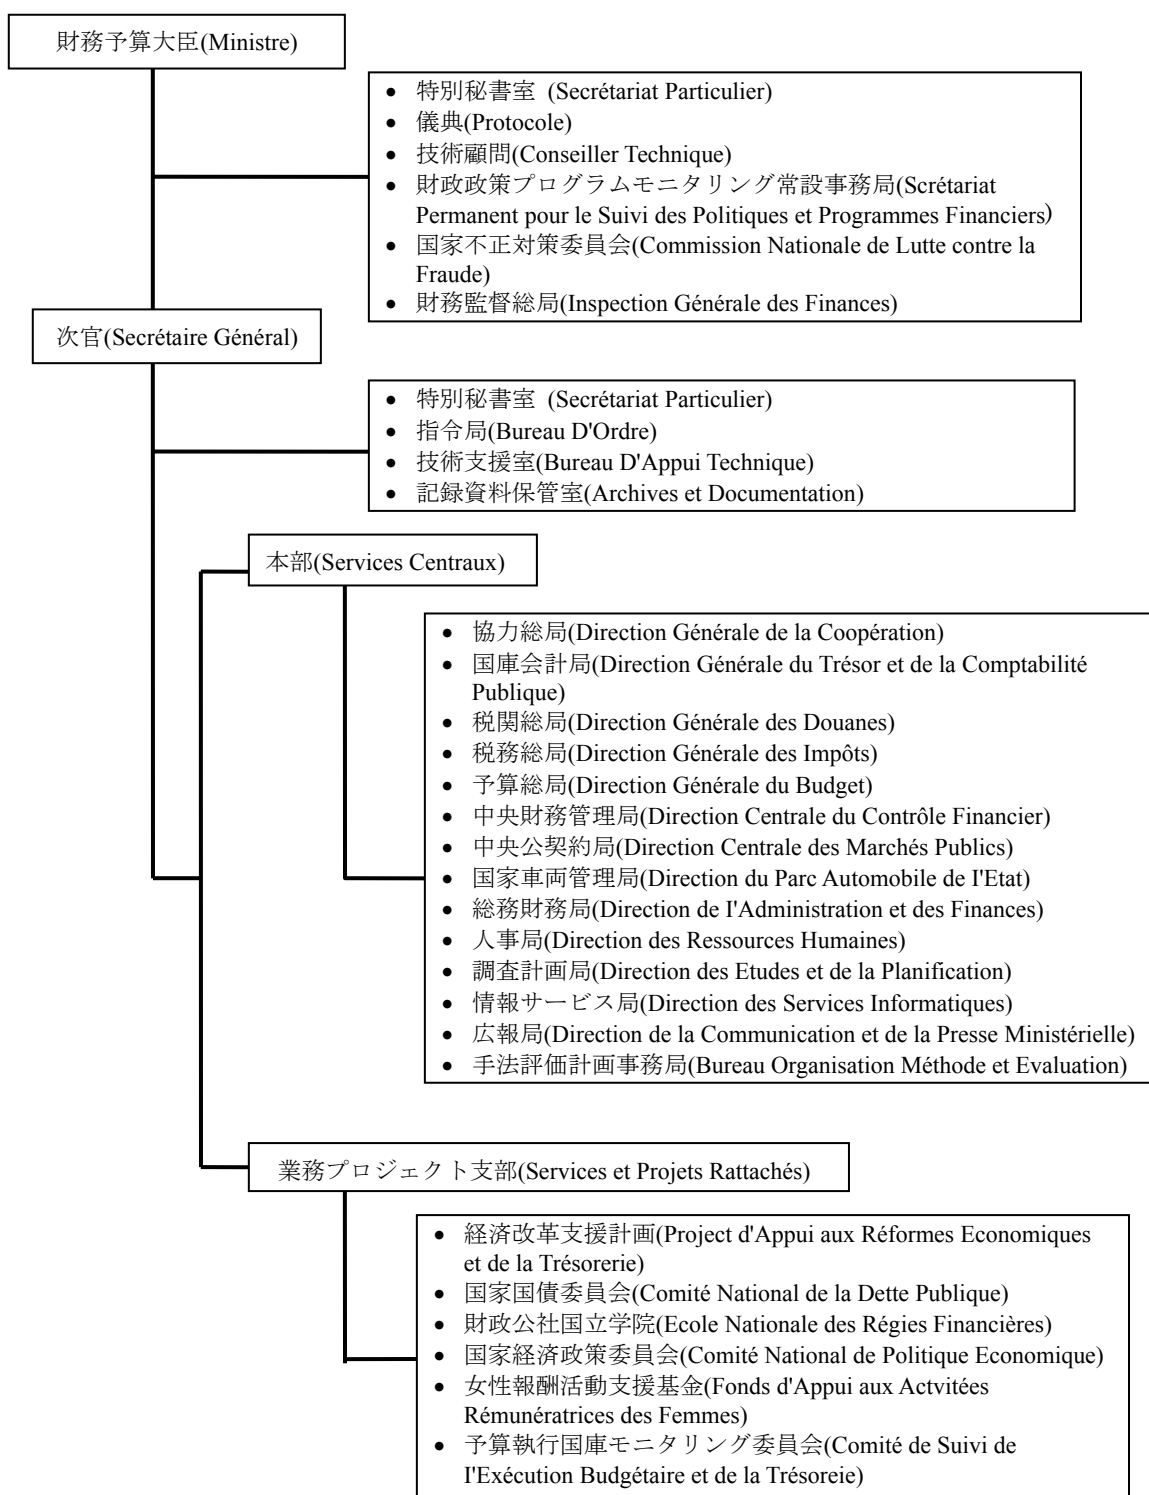 財務予算大臣(Ministre)
• 特別秘書室 (Secrétariat Particulier)
• 儀典(Protocole)
• 技術顧問(Conseiller Technique)
• 財政政策プログラムモニタリング常設事務局(Scrétariat
Permanent pour le Suivi des Politiques et Programmes Financiers)
• 国家不正対策委員会(Commission Nationale de Lutte contre la
Fraude)
• 財務監督総局(Inspection Générale des Finances)
次官(Secrétaire Général)
• 特別秘書室 (Secrétariat Particulier)
• 指令局(Bureau D'Ordre)
• 技術支援室(Bureau D'Appui Technique)
• 記録資料保管室(Archives et Documentation)
本部(Services Centraux)
• 協力総局(Direction Générale de la Coopération)
• 国庫会計局(Direction Générale du Trésor et de la Comptabilité
Publique)
• 税関総局(Direction Générale des Douanes)
• 税務総局(Direction Générale des Impôts)
• 予算総局(Direction Générale du Budget)
• 中央財務管理局(Direction Centrale du Contrôle Financier)
• 中央公契約局(Direction Centrale des Marchés Publics)
• 国家車両管理局(Direction du Parc Automobile de I'Etat)
• 総務財務局(Direction de I'Administration et des Finances)
• 人事局(Direction des Ressources Humaines)
• 調査計画局(Direction des Etudes et de la Planification)
• 情報サービス局(Direction des Services Informatiques)
• 広報局(Direction de la Communication et de la Presse Ministérielle)
• 手法評価計画事務局(Bureau Organisation Méthode et Evaluation)
業務プロジェクト支部(Services et Projets Rattachés)
• 経済改革支援計画(Project d'Appui aux Réformes Economiques
et de la Trésorerie)
• 国家国債委員会(Comité National de la Dette Publique)
• 財政公社国立学院(Ecole Nationale des Régies Financières)
• 国家経済政策委員会(Comité National de Politique Economique)
• 女性報酬活動支援基金(Fonds d'Appui aux Actvitées
Rémunératrices des Femmes)
• 予算執行国庫モニタリング委員会(Comité de Suivi de
I'Exécution Budgétaire et de la Trésoreie)